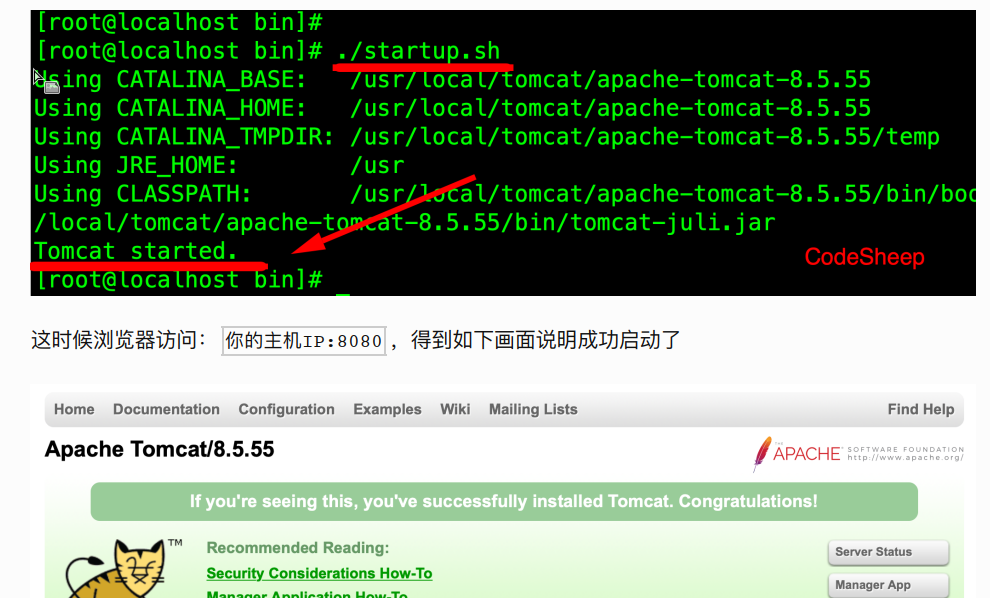 [root@localhost bin]#
[root@localhost bin]# ./startup.sh
Using CATALINA_BASE: /usr/local/tomcat/apache-tomcat-8.5.55
Using CATALINA_HOME: /usr/local/tomcat/apache-tomcat-8.5.55
Using CATALINA_TMPDIR: /usr/local/tomcat/apache-tomcat-8.5.55/temp
Using JRE_HOME: /usr
Using CLASSPATH: /usr/local/tomcat/apache-tomcat-8.5.55/bin/boo
/local/tomcat/apache-tomcat-8.5.55/bin/tomcat-juli.jar
Tomcat started.
CodeSheep
[root@localhost bin]# _
这时候浏览器访问：你的主机IP:8080，得到如下画面说明成功启动了
Home Documentation Configuration Examples Wiki Mailing Lists Find Help
Apache Tomcat/8.5.55
THE APACHE SOFTWARE FOUNDATION
http://www.apache.org/
If you're seeing this, you've successfully installed Tomcat. Congratulations!
TM
Recommended Reading:
Security Considerations How-To
Manager Application How-To
Server Status
Manager App